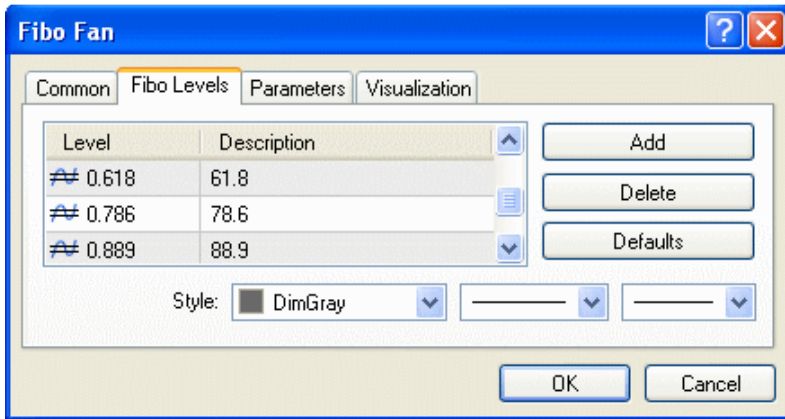 Fibo Fan
Common Fibo Levels Parameters Visualization
Level Description
0.618 61.8
0.786 78.6
0.889 88.9
Add
Delete
Defaults
Style: DimGray
OK Cancel